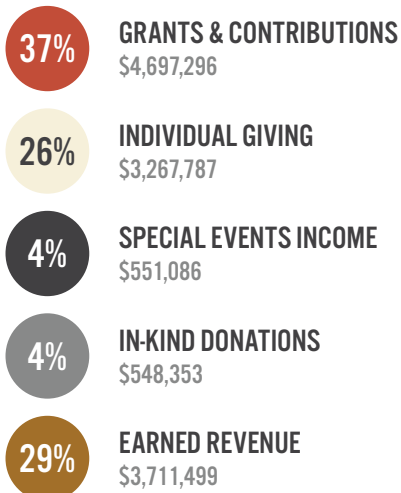 37%
GRANTS & CONTRIBUTIONS
$4,697,296
26%
INDIVIDUAL GIVING
$3,267,787
4%
SPECIAL EVENTS INCOME
$551,086
4%
IN-KIND DONATIONS
$548,353
29%
EARNED REVENUE
$3,711,499